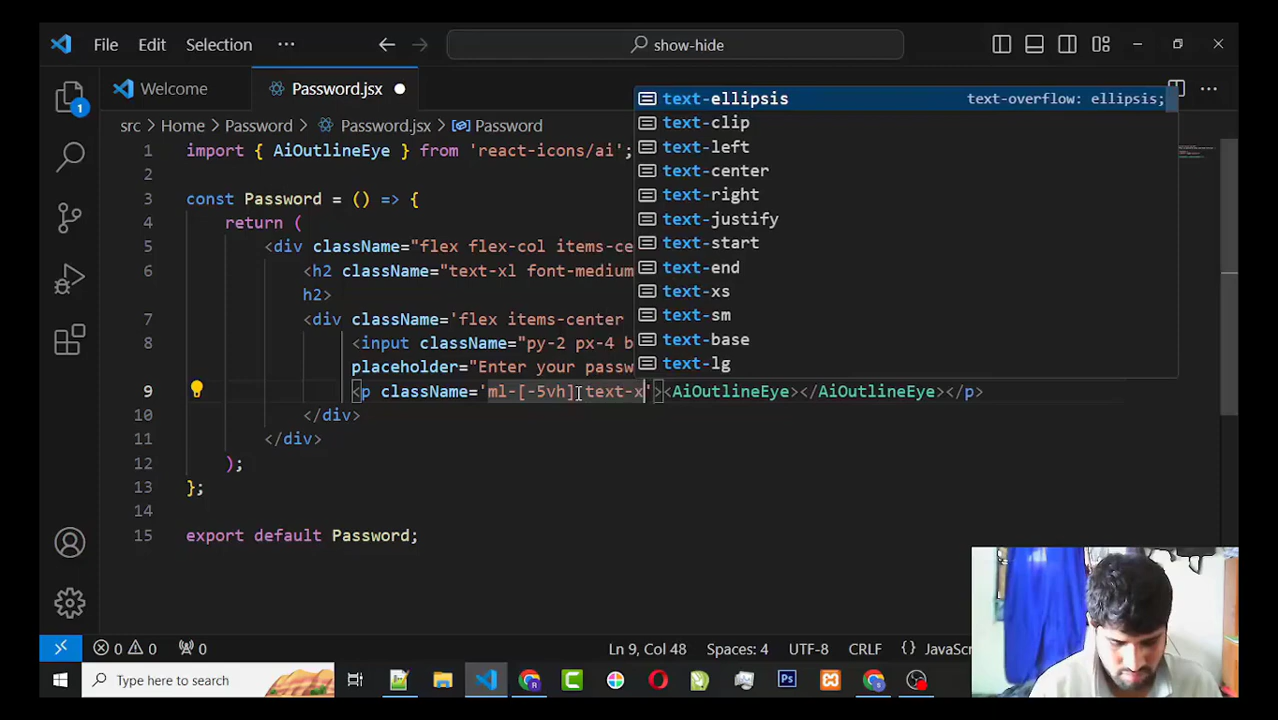 File Edit Selection ··· show-hide
Welcome Password.jsx
src > Home > Password > Password.jsx > Password
1 import { AiOutlineEye } from 'react-icons/ai';
2
3 const Password = () => {
4 return (
5 <div className="flex flex-col items-ce
6 <h2 className="text-xl font-medium
h2>
7 <div className='flex items-center
8 <input className="py-2 px-4 b
placeholder="Enter your passw
9 <p className='ml-[-5vh] text-x'><AiOutlineEye></AiOutlineEye></p>
10 </div>
11 </div>
12 );
13 };
14
15 export default Password;
text-ellipsis text-overflow: ellipsis;
text-clip
text-left
text-center
text-right
text-justify
text-start
text-end
text-xs
text-sm
text-base
text-lg
1
0 0 0 Ln 9, Col 48 Spaces: 4 UTF-8 CRLF {} JavaSc
Type here to search